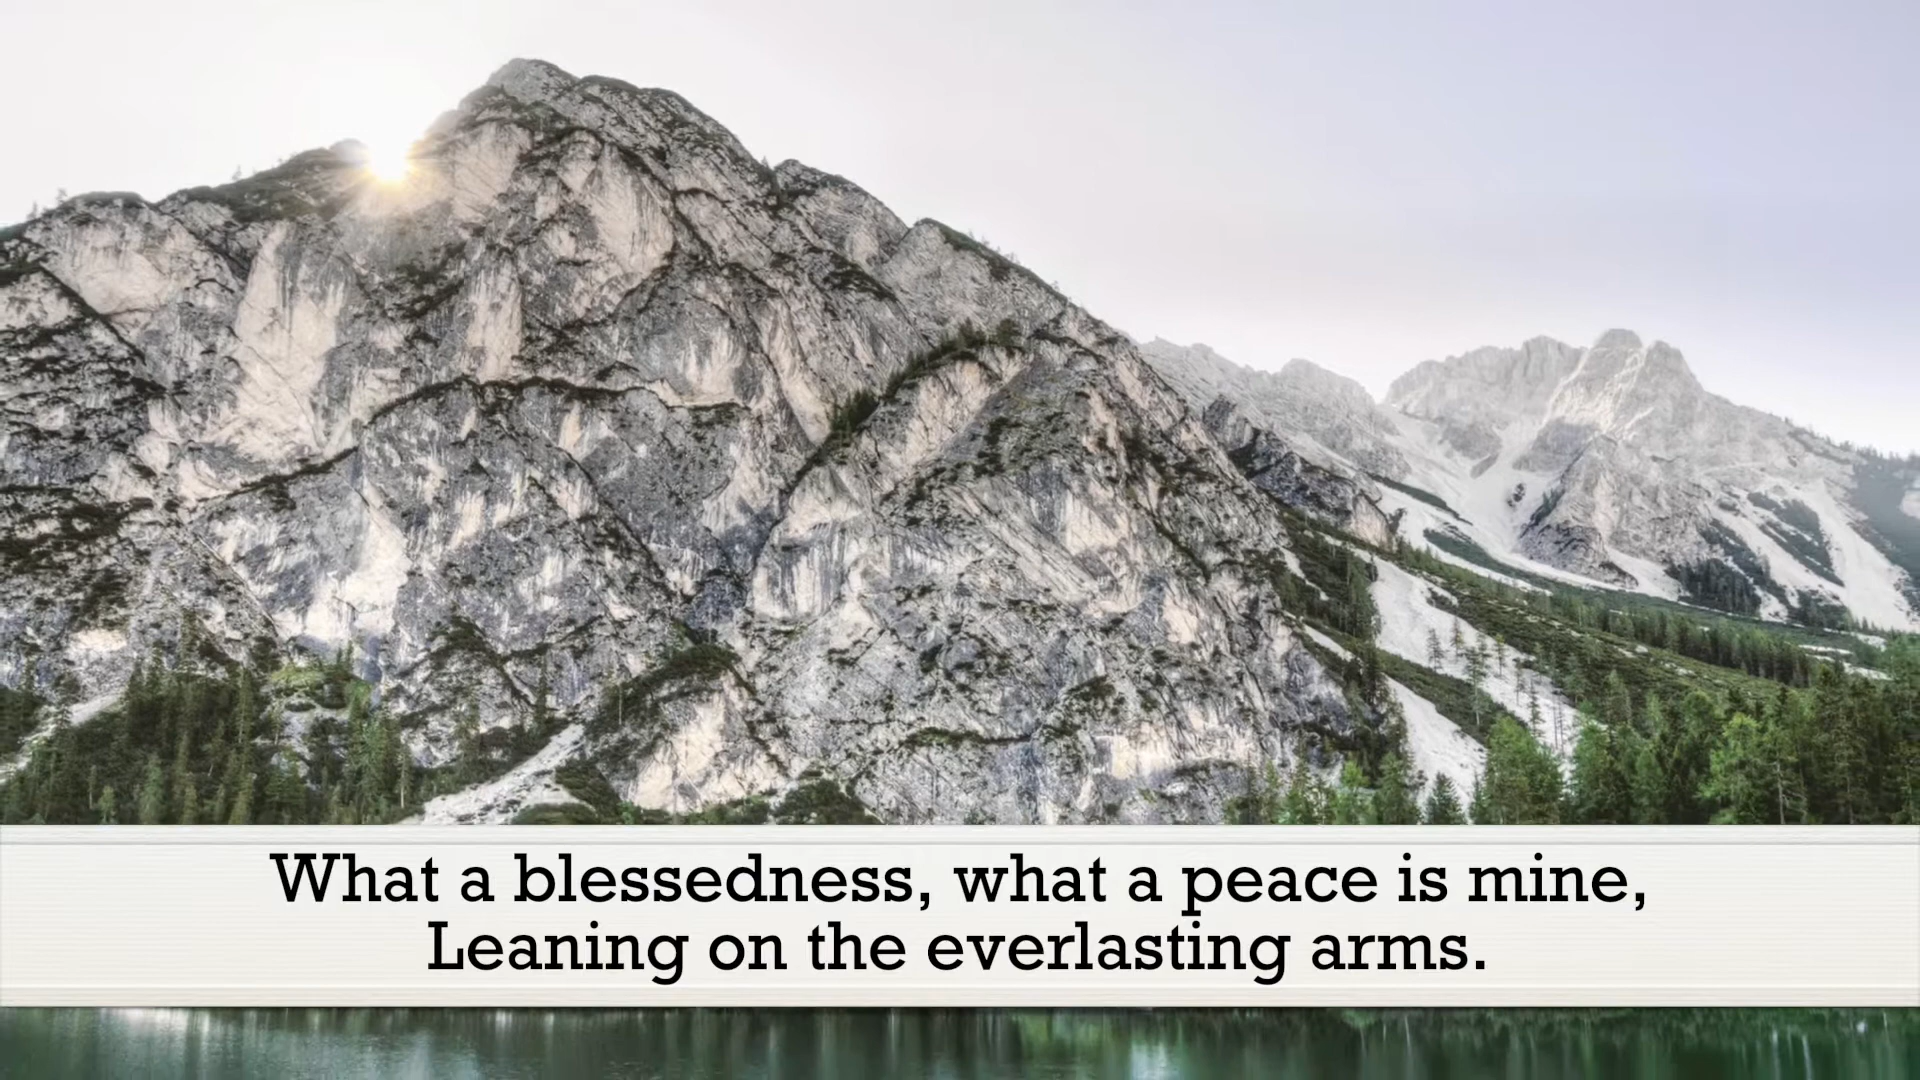 What a blessedness, what a peace is mine,
Leaning on the everlasting arms.